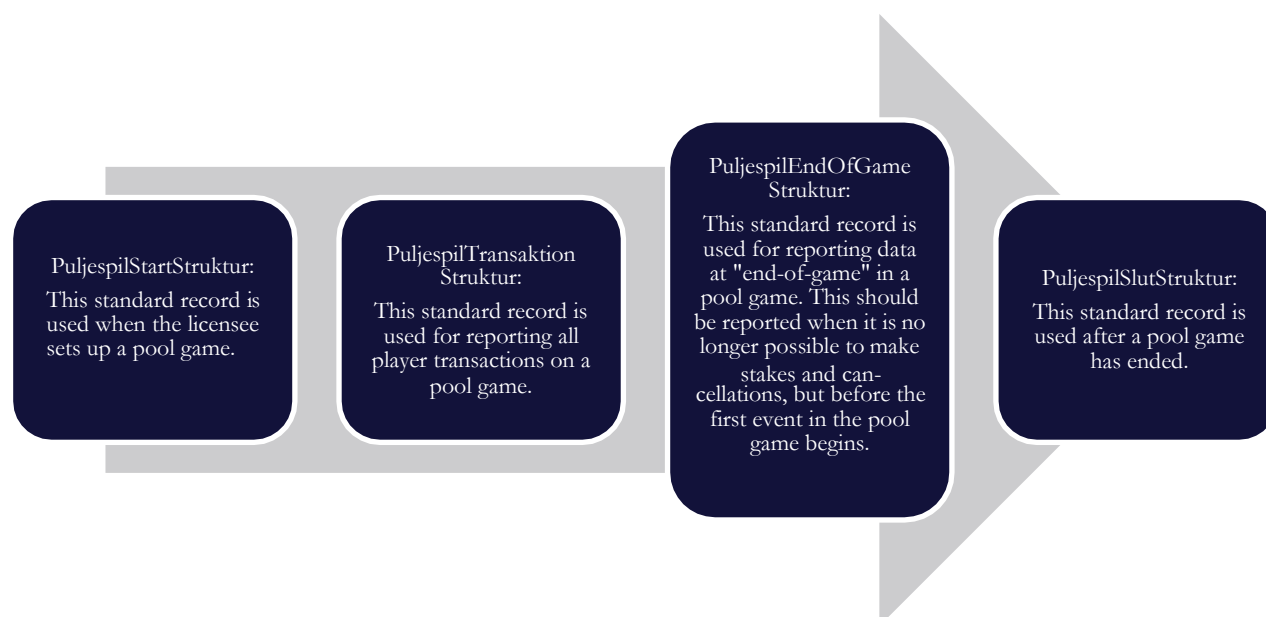 PuljespilStartStruktur:
This standard record is
used when the licensee
sets up a pool game.
PuljespilTransaktion
Struktur:
This standard record is
used for reporting all
player transactions on a
pool game.
PuljespilEndOfGame
Struktur:
This standard record is
used for reporting data
at "end-of-game" in a
pool game. This should
be reported when it is no
longer possible to make
stakes and can-
cellations, but before the
first event in the pool
game begins.
PuljespilSlutStruktur:
This standard record is
used after a pool game
has ended.